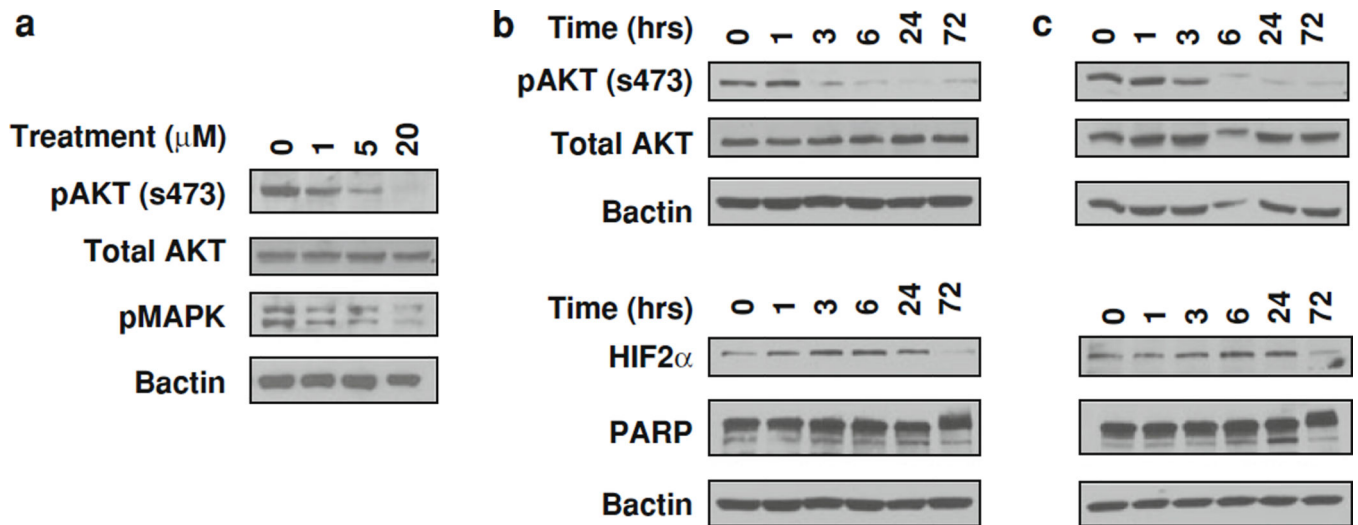 a
Treatment (μM) 0 1 5 20
pAKT (s473)
Total AKT
pMAPK
Bactin
b
Time (hrs) 0 1 3 6 24 72
pAKT (s473)
Total AKT
Bactin
Time (hrs) 0 1 3 6 24 72
HIF2α
PARP
Bactin
c
0 1 3 6 24 72
0 1 3 6 24 72